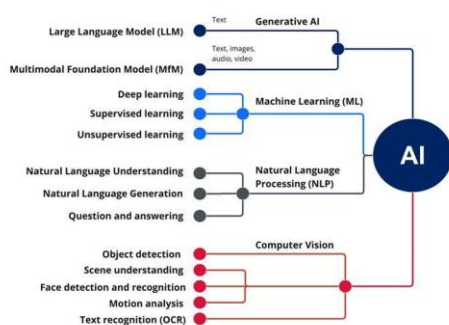 Text
Generative AI
Large Language Model (LLM)
Text, images,
audio, video
Multimodal Foundation Model (MfM)
Deep learning
Machine Learning (ML)
Supervised learning
Unsupervised learning
AI
Natural Language Understanding
Natural Language
Processing (NLP)
Natural Language Generation
Question and answering
Computer Vision
Object detection
Scene understanding
Face detection and recognition
Motion analysis
Text recognition (OCR)